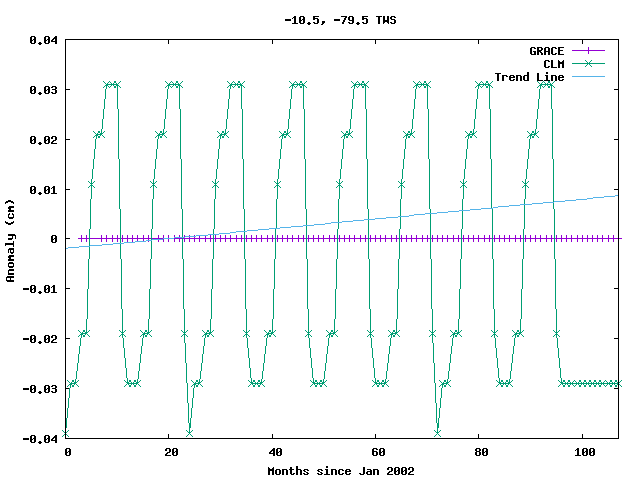 -10.5, -79.5 TWS
GRACE
CLM
Trend Line
0.04
0.03
0.02
0.01
0
-0.01
-0.02
-0.03
-0.04
Anomaly (cm)
0 20 40 60 80 100
Months since Jan 2002